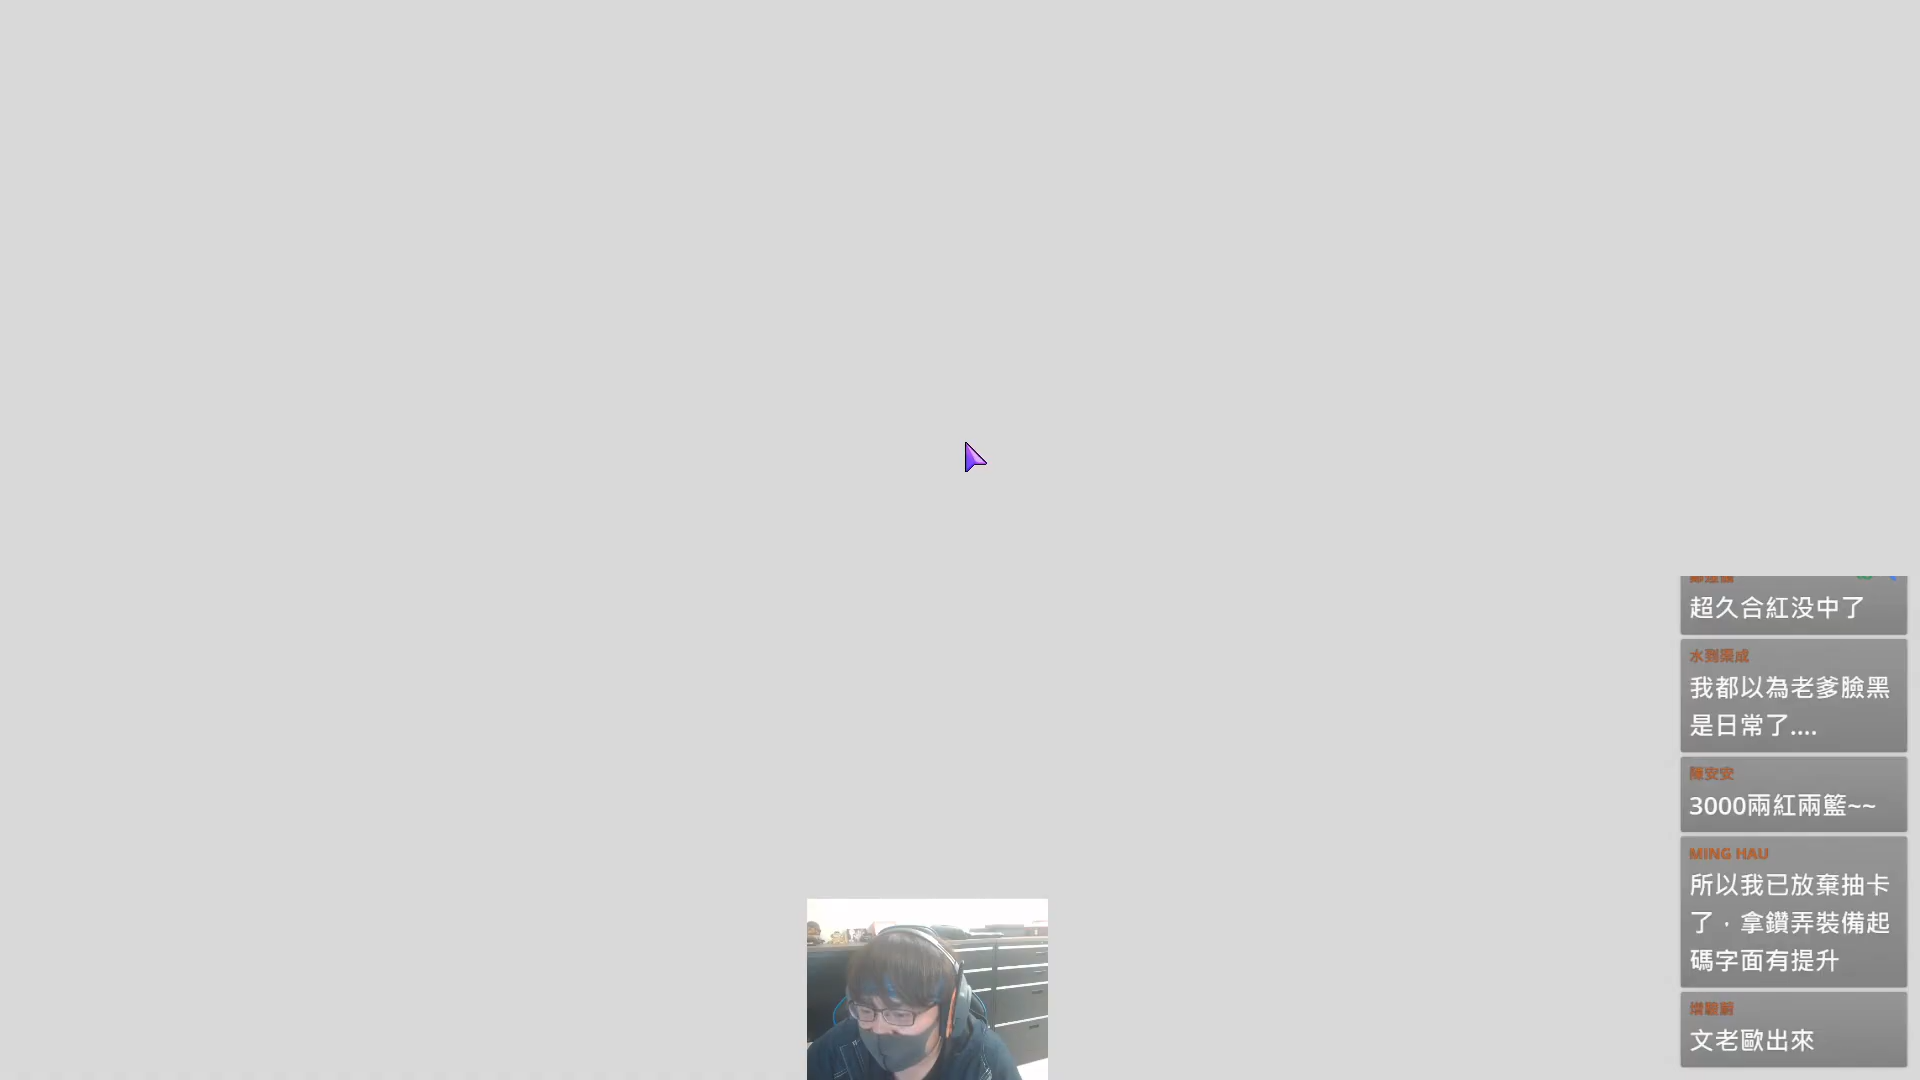 超久合紅没中了
水到渠成
我都以為老爹臉黑
是日常了....
陳安安
3000兩紅兩籃~~
MING HAU
所以我已放棄抽卡
了，拿鑽弄裝備起
碼字面有提升
文老歐出來